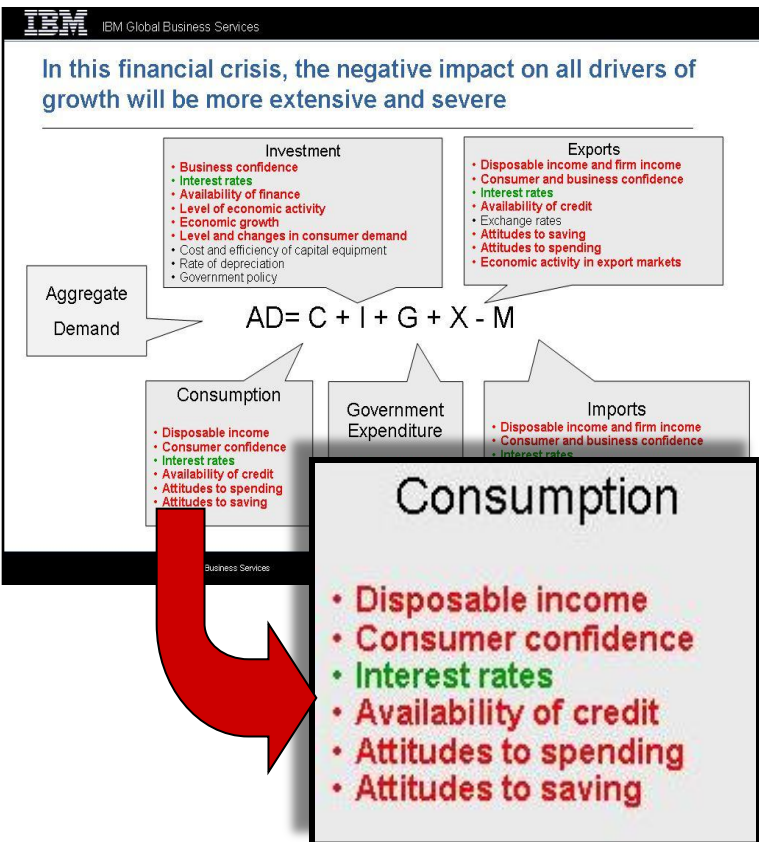 IBM
IBM Global Business Services
In this financial crisis, the negative impact on all drivers of
growth will be more extensive and severe
Investment
• Business confidence
• Interest rates
• Availability of finance
• Level of economic activity
• Economic growth
• Level and changes in consumer demand
• Cost and efficiency of capital equipment
• Rate of depreciation
• Government policy
Exports
• Disposable income and firm income
• Consumer and business confidence
• Interest rates
• Availability of credit
• Exchange rates
• Attitudes to saving
• Attitudes to spending
• Economic activity in export markets
Aggregate
Demand
AD= C + I + G + X - M
Consumption
• Disposable income
• Consumer confidence
• Interest rates
• Availability of credit
• Attitudes to spending
• Attitudes to saving
Government
Expenditure
Imports
• Disposable income and firm income
• Consumer and business confidence
• Interest rates
Business Services
Consumption
• Disposable income
• Consumer confidence
• Interest rates
• Availability of credit
• Attitudes to spending
• Attitudes to saving